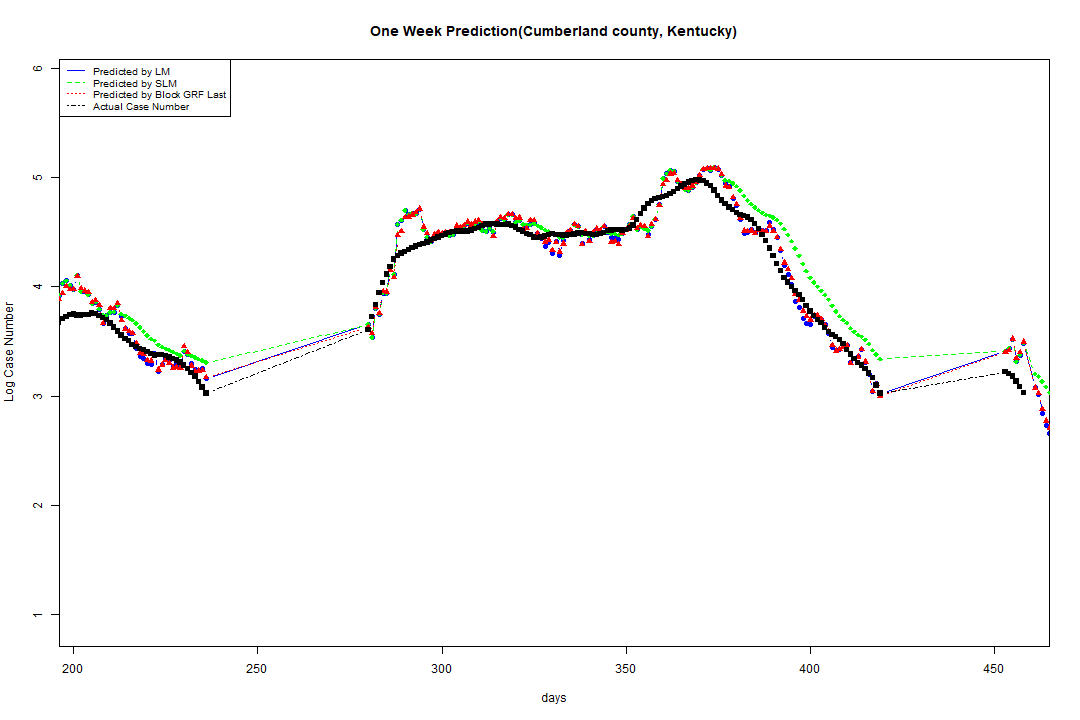 One Week Prediction(Cumberland county, Kentucky)
Predicted by LM
Predicted by SLM
Predicted by Block GRF Last
Actual Case Number
6
5
4
3
2
1
Log Case Number
200 250 300 350 400 450
days